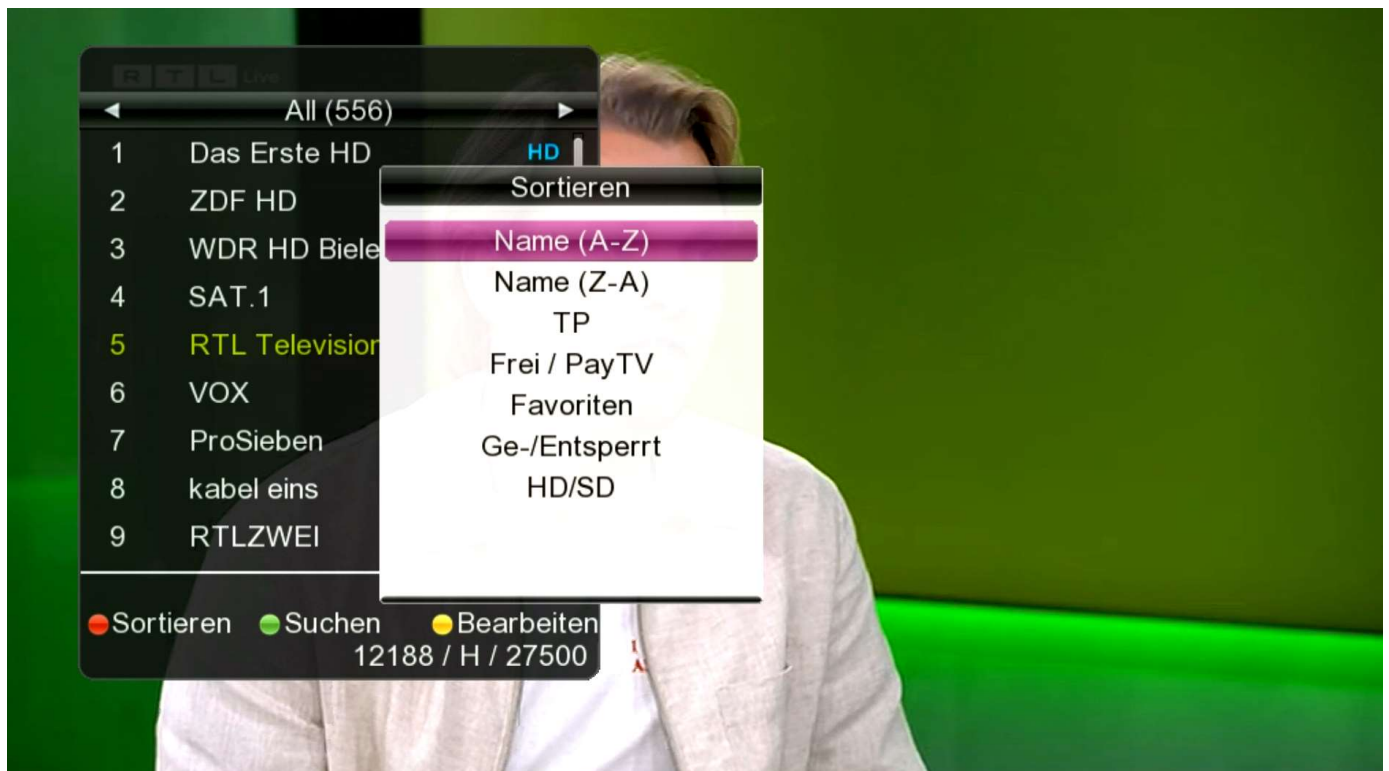 RTL Live
All (556)
1 Das Erste HD HD
2 ZDF HD
3 WDR HD Biele
4 SAT.1
5 RTL Television
6 VOX
7 ProSieben
8 kabel eins
9 RTLZWEI
Sortieren Suchen Bearbeiten
12188 / H / 27500
Sortieren
Name (A-Z)
Name (Z-A)
TP
Frei / PayTV
Favoriten
Ge-/Entsperrt
HD/SD